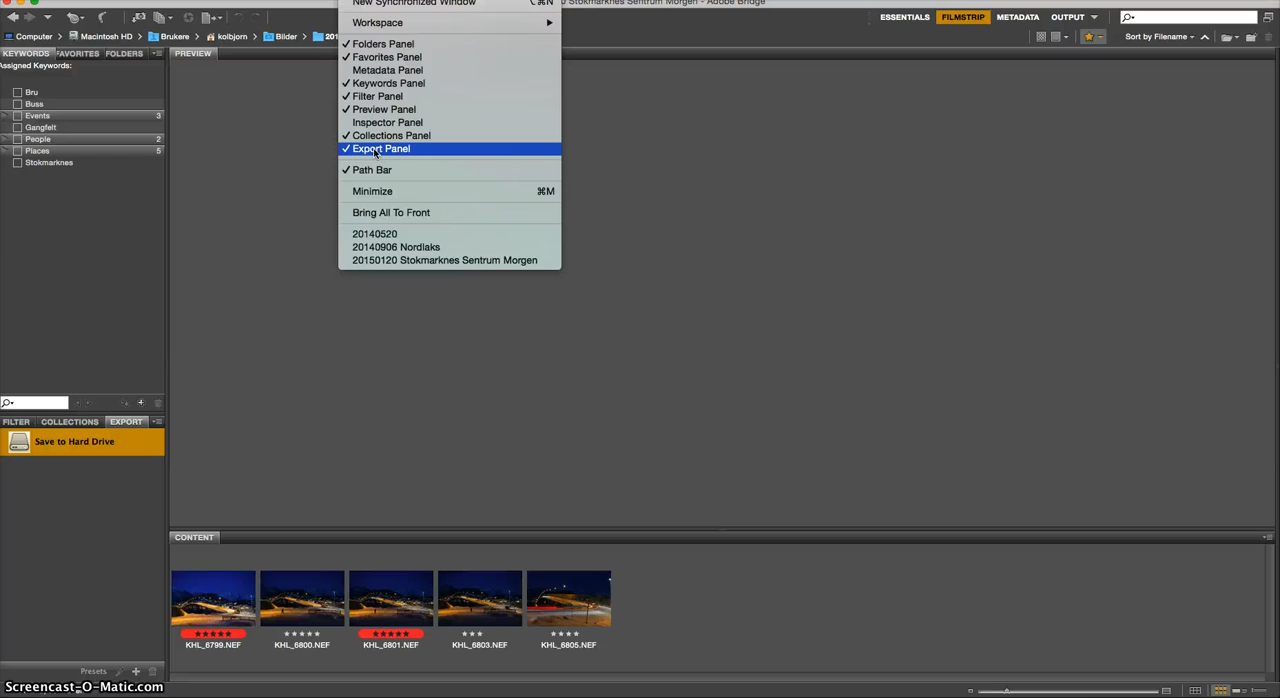 New Synchronized Window ⌥⌘N
0 Stokmarknes Sentrum Morgen - Adobe Bridge
Workspace
ESSENTIALS FILMSTRIP METADATA OUTPUT
Computer Macintosh HD Brukere kolbjorn Bilder
Sort by Filename
KEYWORDS FAVORITES FOLDERS
PREVIEW
Assigned Keywords:
Bru
Buss
Events 3
Gangfelt
People 2
Places 5
Stokmarknes
✓ Folders Panel
✓ Favorites Panel
Metadata Panel
✓ Keywords Panel
✓ Filter Panel
✓ Preview Panel
Inspector Panel
✓ Collections Panel
✓ Export Panel
✓ Path Bar
Minimize ⌘M
Bring All To Front
20140520
20140906 Nordlaks
20150120 Stokmarknes Sentrum Morgen
FILTER COLLECTIONS EXPORT
Save to Hard Drive
CONTENT
KHL_6799.NEF
KHL_6800.NEF
KHL_6801.NEF
KHL_6803.NEF
KHL_6805.NEF
Presets
Screencast-O-Matic.com